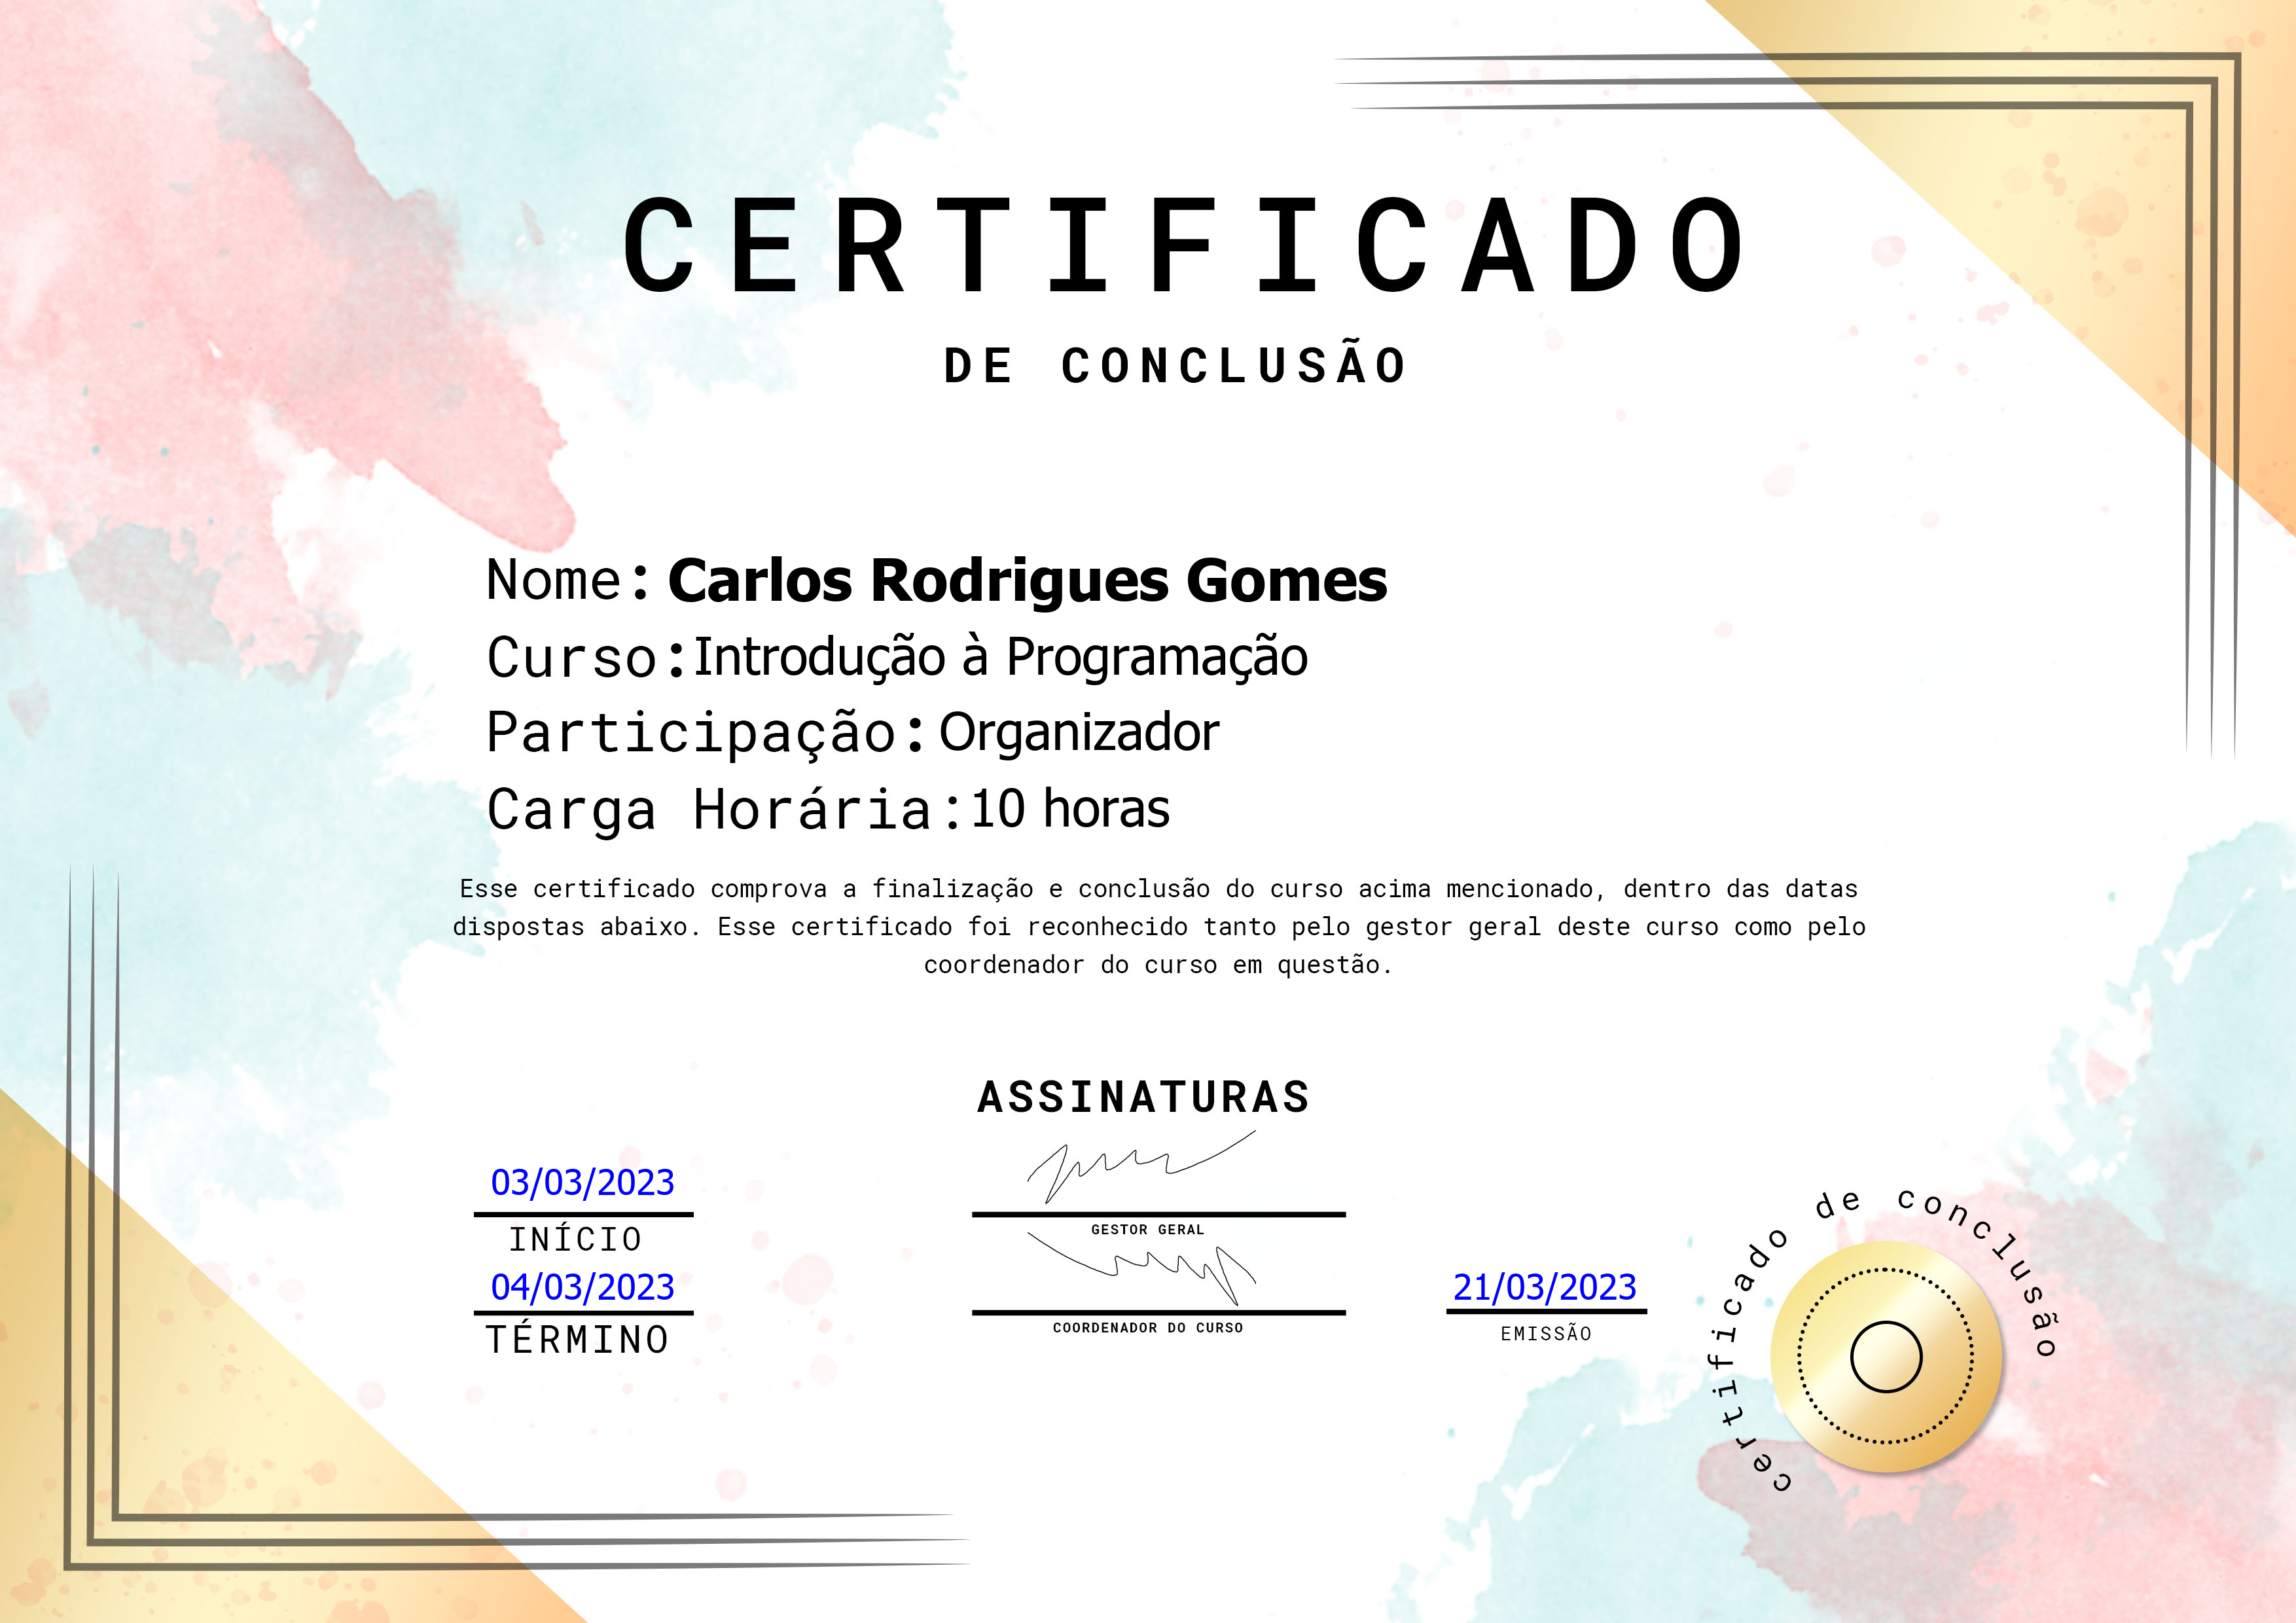 CERTIFICADO
DE CONCLUSÃO
Nome: Carlos Rodrigues Gomes
Curso:Introdução à Programação
Participação: Organizador
Carga Horária:10 horas
Esse certificado comprova a finalização e conclusão do curso acima mencionado, dentro das datas
dispostas abaixo. Esse certificado foi reconhecido tanto pelo gestor geral deste curso como pelo
coordenador do curso em questão.
ASSINATURAS
03/03/2023
INÍCIO
04/03/2023
TÉRMINO
GESTOR GERAL
COORDENADOR DO CURSO
21/03/2023
EMISSÃO
certificado de conclusão